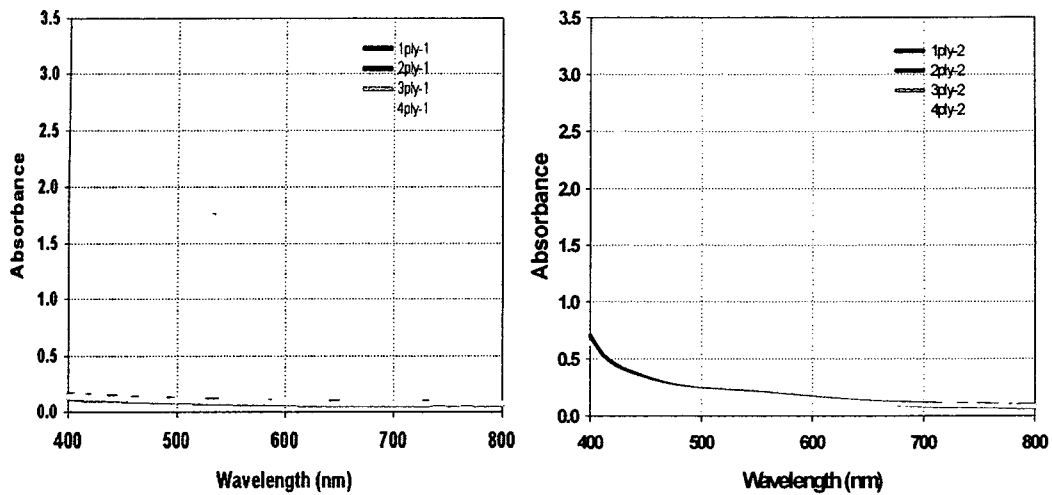 3.5
3.0
2.5
2.0
1.5
1.0
0.5
0.0
Absorbance
1ply-1
2ply-1
3ply-1
4ply-1
400 500 600 700 800
Wavelength (nm)
3.5
3.0
2.5
2.0
1.5
1.0
0.5
0.0
Absorbance
1ply-2
2ply-2
3ply-2
4ply-2
400 500 600 700 800
Wavelength (nm)